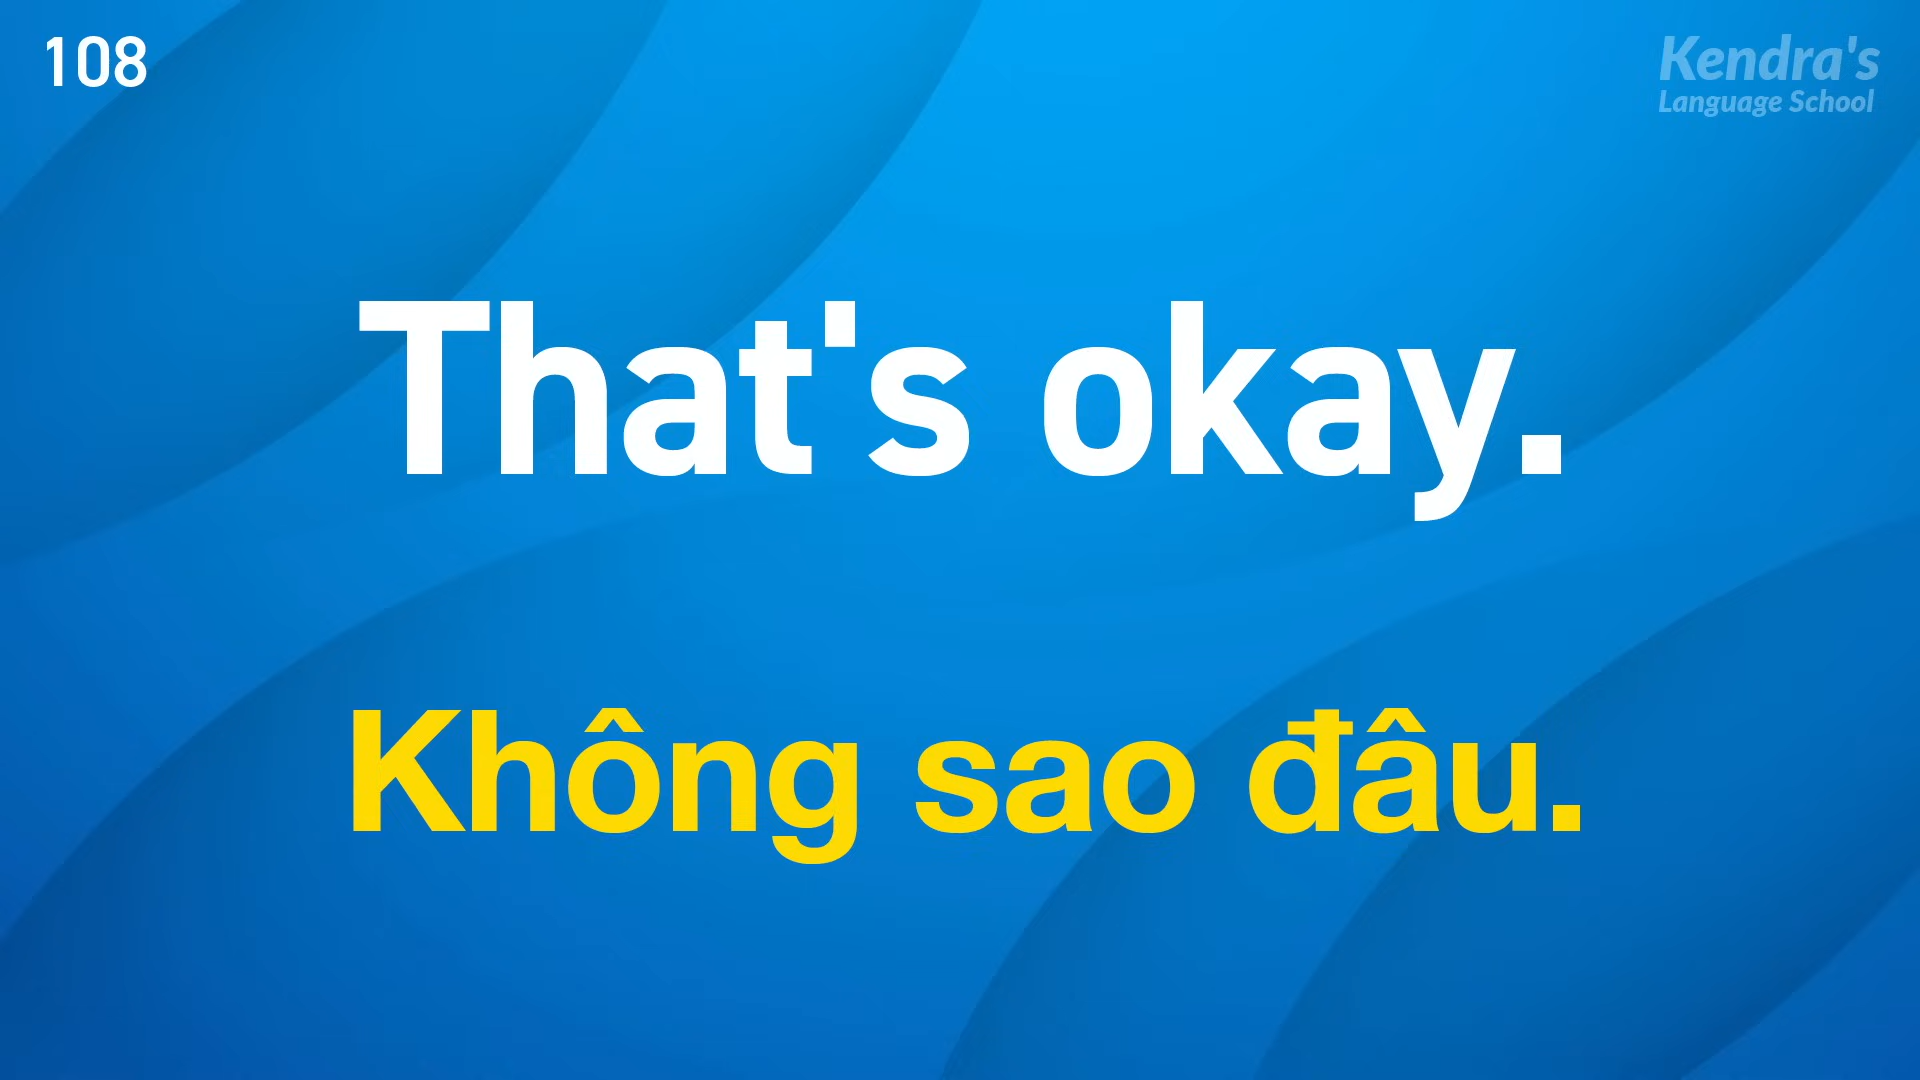 108
Kendra's
Language School
That's okay.
Không sao đâu.